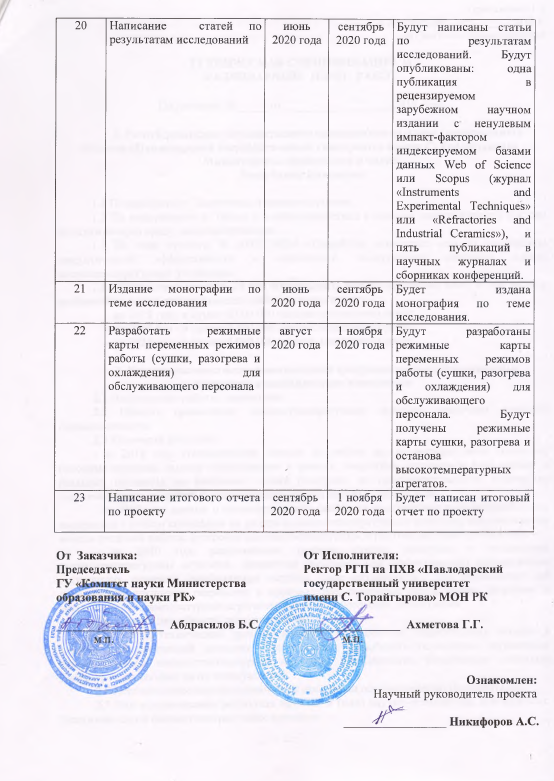 20
Написание статей по
результатам исследований
июнь
2020 года
сентябрь
2020 года
Будут написаны статьи
по результатам
исследований. Будут
опубликованы: одна
публикация в
рецензируемом
зарубежном научном
издании с ненулевым
импакт-фактором
индексируемом базами
данных Web of Science
или Scopus (журнал
«Instruments and
Experimental Techniques»
или «Refractories and
Industrial Ceramics»), и
пять публикаций в
научных журналах и
сборниках конференций.
21
Издание монографии по
теме исследования
июнь
2020 года
сентябрь
2020 года
Будет издана
монография по теме
исследования.
22
Разработать режимные
карты переменных режимов
работы (сушки, разогрева и
охлаждения) для
обслуживающего персонала
август
2020 года
1 ноября
2020 года
Будут разработаны
режимные карты
переменных режимов
работы (сушки, разогрева
и охлаждения) для
обслуживающего
персонала. Будут
получены режимные
карты сушки, разогрева и
останова
высокотемпературных
агрегатов.
23
Написание итогового отчета
по проекту
сентябрь
2020 года
1 ноября
2020 года
Будет написан итоговый
отчет по проекту
От Заказчика:
Председатель
ГУ «Комитет науки Министерства
образования и науки РК»
Абдрасилов Б.С.
М.П.
От Исполнителя:
Ректор РГП на ПХВ «Павлодарский
государственный университет
имени С. Торайгырова» МОН РК
Ахметова Г.Г.
М.П.
Ознакомлен:
Научный руководитель проекта
Никифоров А.С.